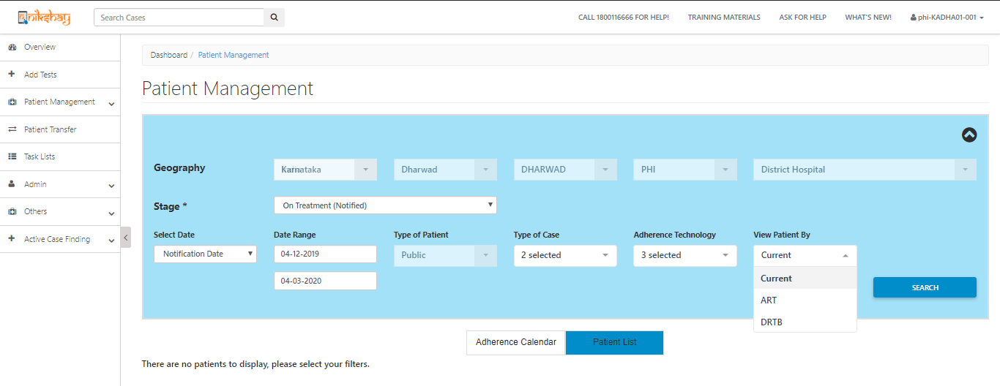 nikshay
Search Cases
CALL 1800116666 FOR HELP!
TRAINING MATERIALS
ASK FOR HELP
WHAT'S NEW!
phi-KADHA01-001
Overview
Add Tests
Patient Management
Patient Transfer
Task Lists
Admin
Others
Active Case Finding
Dashboard / Patient Management
Patient Management
Geography
Karnataka
Dharwad
DHARWAD
PHI
District Hospital
Stage *
On Treatment (Notified)
Select Date
Date Range
Type of Patient
Type of Case
Adherence Technology
View Patient By
Notification Date
04-12-2019
Public
2 selected
3 selected
Current
04-03-2020
Current
ART
DRTB
SEARCH
Adherence Calendar
Patient List
There are no patients to display, please select your filters.